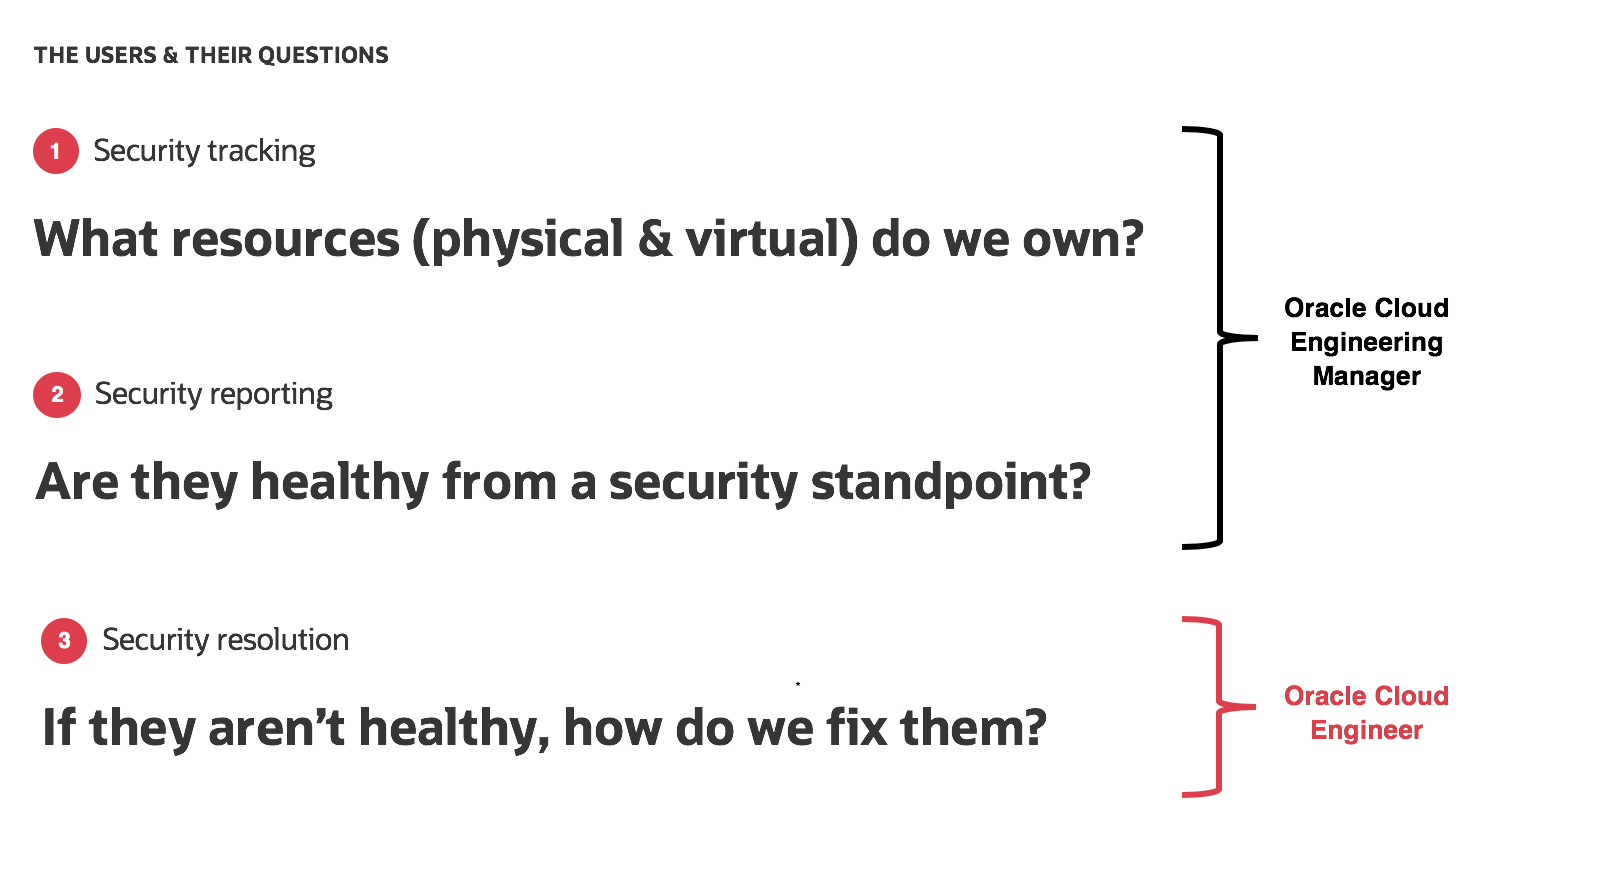 THE USERS & THEIR QUESTIONS
1 Security tracking
What resources (physical & virtual) do we own?
2 Security reporting
Are they healthy from a security standpoint?
Oracle Cloud
Engineering
Manager
3 Security resolution
If they aren’t healthy, how do we fix them?
Oracle Cloud
Engineer